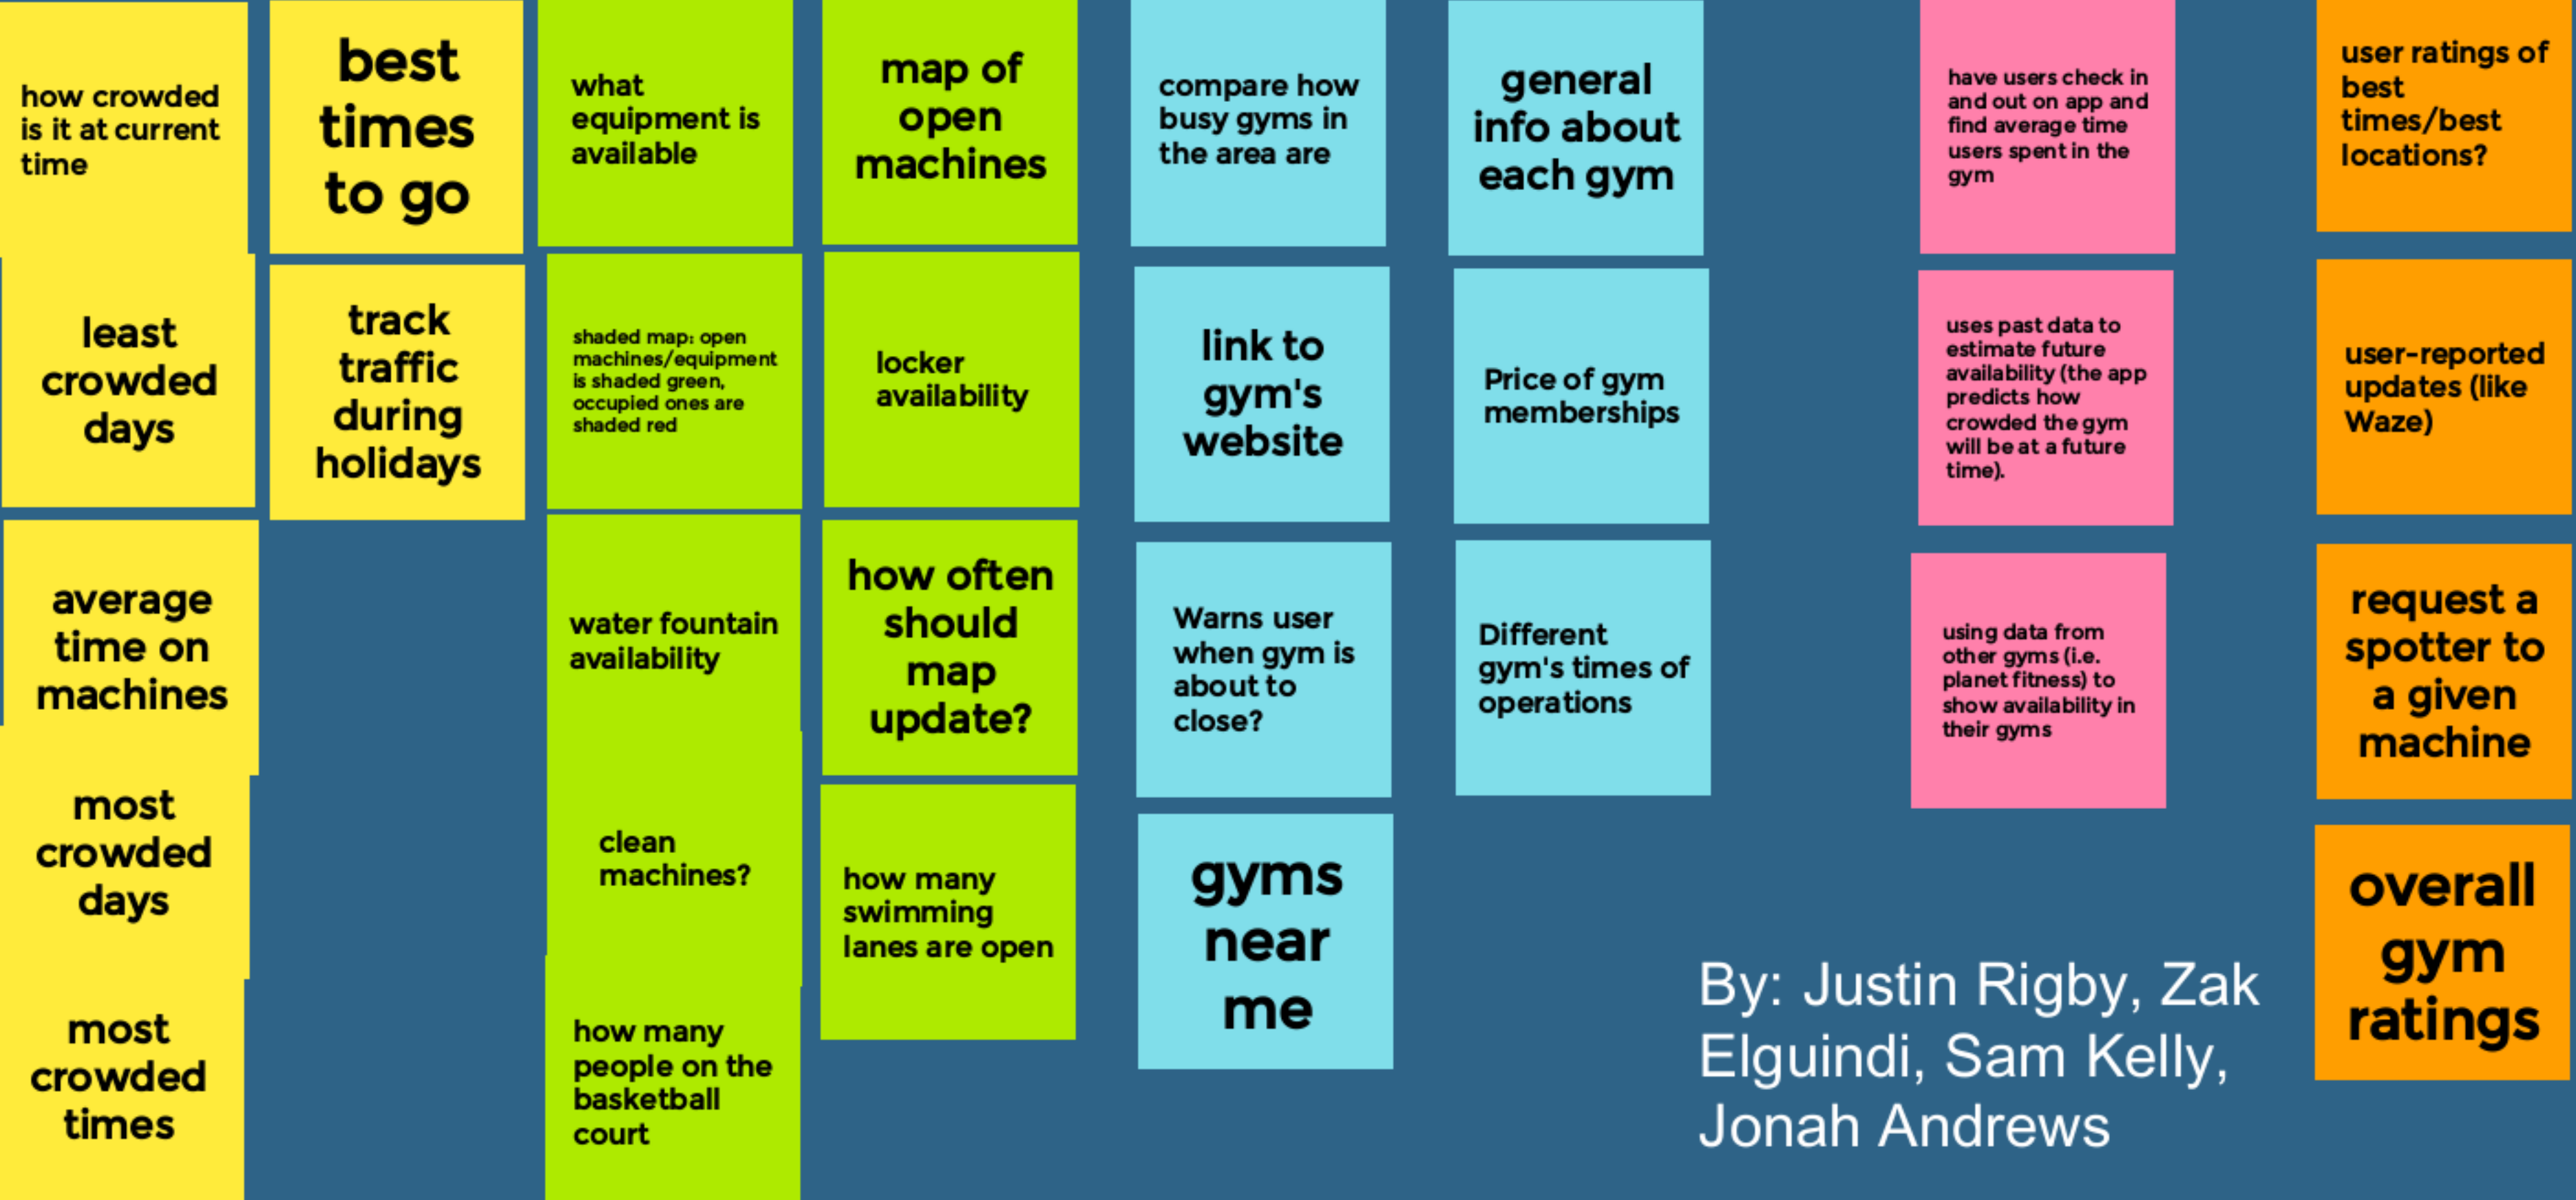 how crowded
is it at current
time
least
crowded
days
average
time on
machines
most
crowded
days
most
crowded
times
best
times
to go
track
traffic
during
holidays
what
equipment is
available
shaded map: open
machines/equipment
is shaded green,
occupied ones are
shaded red
water fountain
availability
clean
machines?
how many
people on the
basketball
court
map of
open
machines
locker
availability
how often
should
map
update?
how many
swimming
lanes are open
compare how
busy gyms in
the area are
link to
gym's
website
Warns user
when gym is
about to
close?
gyms
near
me
general
info about
each gym
Price of gym
memberships
Different
gym's times of
operations
have users check in
and out on app and
find average time
users spent in the
gym
uses past data to
estimate future
availability (the app
predicts how
crowded the gym
will be at a future
time).
using data from
other gyms (i.e.
planet fitness) to
show availability in
their gyms
user ratings of
best
times/best
locations?
user-reported
updates (like
Waze)
request a
spotter to
a given
machine
overall
gym
ratings
By: Justin Rigby, Zak
Elguindi, Sam Kelly,
Jonah Andrews